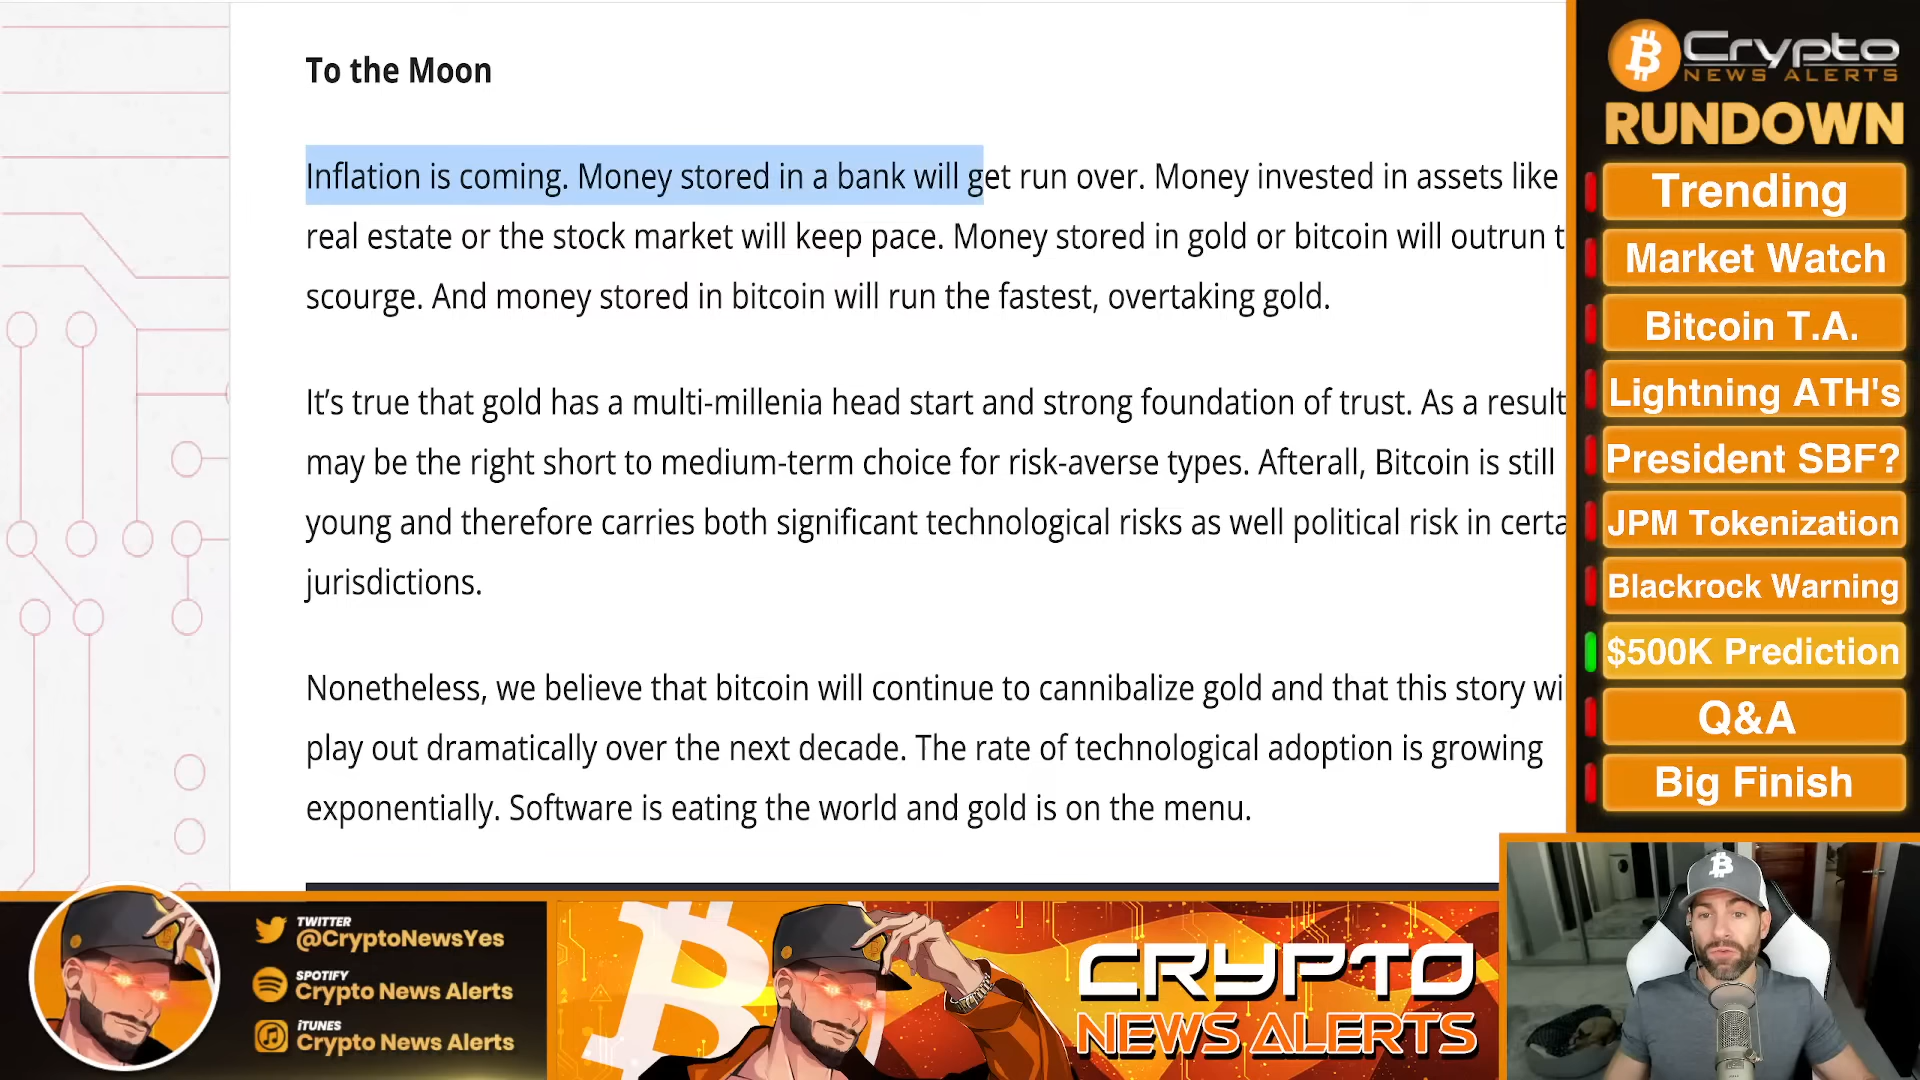 To the Moon
Inflation is coming. Money stored in a bank will get run over. Money invested in assets like
real estate or the stock market will keep pace. Money stored in gold or bitcoin will outrun t
scourge. And money stored in bitcoin will run the fastest, overtaking gold.
It’s true that gold has a multi-millenia head start and strong foundation of trust. As a result
may be the right short to medium-term choice for risk-averse types. Afterall, Bitcoin is still
young and therefore carries both significant technological risks as well political risk in certa
jurisdictions.
Nonetheless, we believe that bitcoin will continue to cannibalize gold and that this story wi
play out dramatically over the next decade. The rate of technological adoption is growing
exponentially. Software is eating the world and gold is on the menu.
Crypto
NEWS ALERTS
RUNDOWN
Trending
Market Watch
Bitcoin T.A.
Lightning ATH's
President SBF?
JPM Tokenization
Blackrock Warning
$500K Prediction
Q&A
Big Finish
TWITTER
@CryptoNewsYes
SPOTIFY
Crypto News Alerts
iTUNES
Crypto News Alerts
CRYPTO
NEWS ALERTS